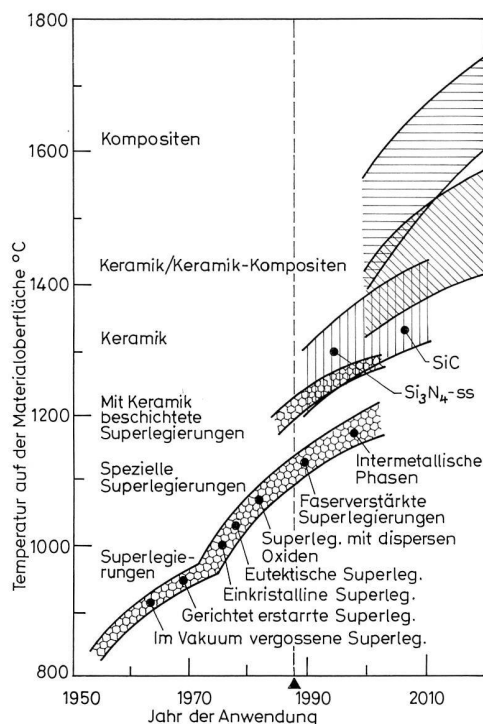 Temperatur auf der Materialoberfläche °C
1800
1600
1400
1200
1000
800
Kompositen
Keramik/Keramik-Kompositen
Keramik
SiC
Si₃N₄-ss
Mit Keramik
beschichtete
Superlegierungen
Spezielle
Superlegierungen
Intermetallische
Phasen
Faserverstärkte
Superlegierungen
Superleg. mit dispersen
Oxiden
Superlegie-
rungen
Eutektische Superleg.
Einkristalline Superleg.
Gerichtet erstarrte Superleg.
Im Vakuum vergossene Superleg.
1950
1970
1990
2010
Jahr der Anwendung